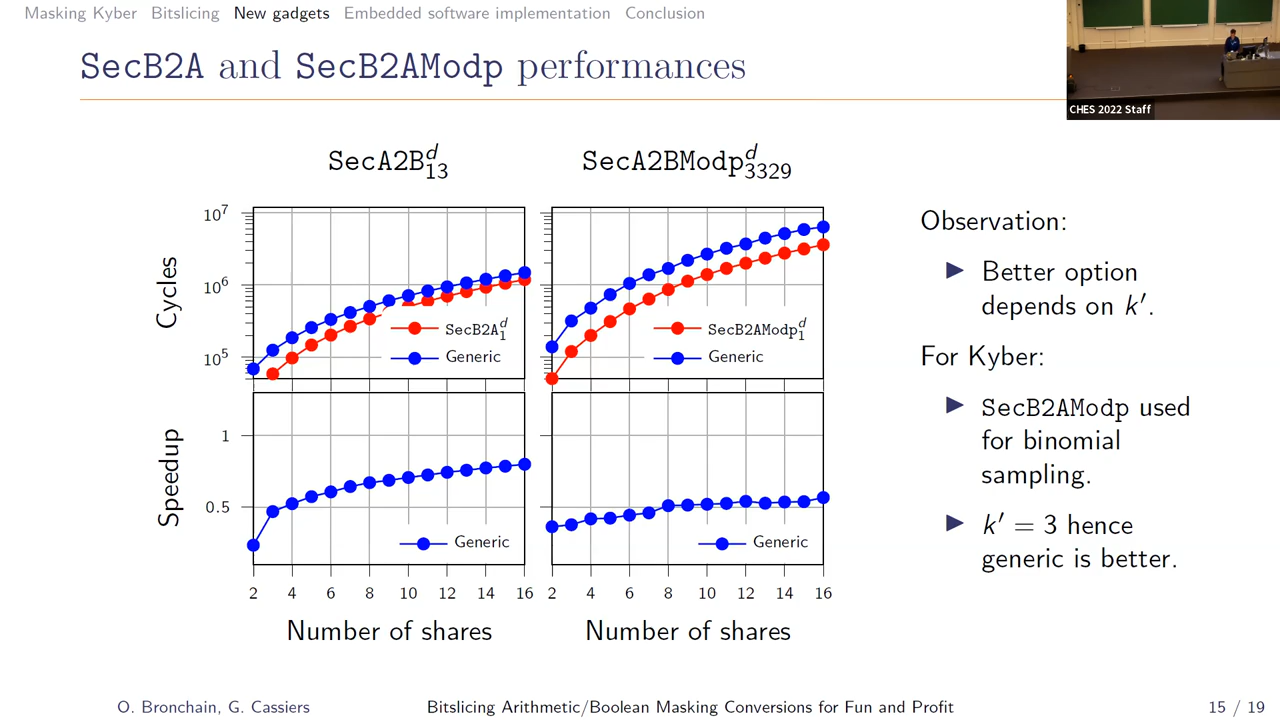 Masking Kyber Bitslicing New gadgets Embedded software implementation Conclusion
SecB2A and SecB2AModp performances
CHES 2022 Staff
SecA2B^d_13
SecA2BModp^d_3329
Cycles
10^7
10^6
10^5
SecB2A^d_1
Generic
SecB2AModp^d_1
Generic
Speedup
1
0.5
Generic
Generic
2 4 6 8 10 12 14 16
2 4 6 8 10 12 14 16
Number of shares
Number of shares
Observation:
Better option
depends on k′.
For Kyber:
SecB2AModp used
for binomial
sampling.
k′ = 3 hence
generic is better.
O. Bronchain, G. Cassiers
Bitslicing Arithmetic/Boolean Masking Conversions for Fun and Profit
15 / 19